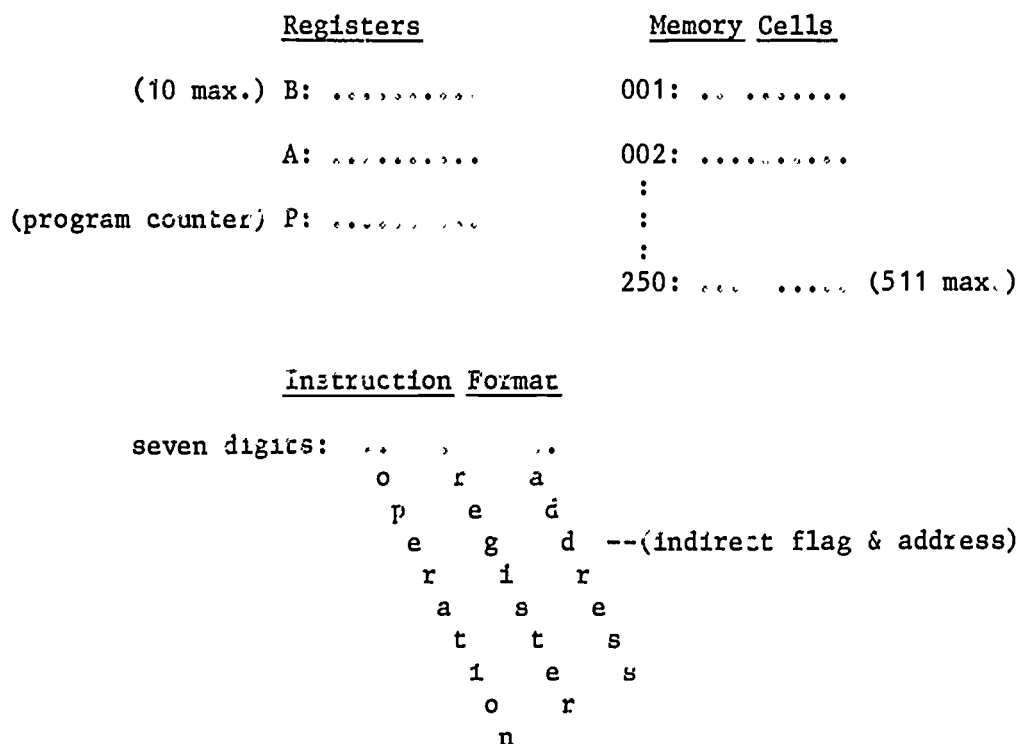 Registers Memory Cells
(10 max.) B: .......... 001: .. .......
A: .......... 002: ..........
:
(program counter) P: .......... :
:
250: ... ..... (511 max.)
Instruction Format
seven digits: .. . ..
o r a
p e d
e g d --(indirect flag & address)
r i r
a s e
t t s
i e s
o r
n